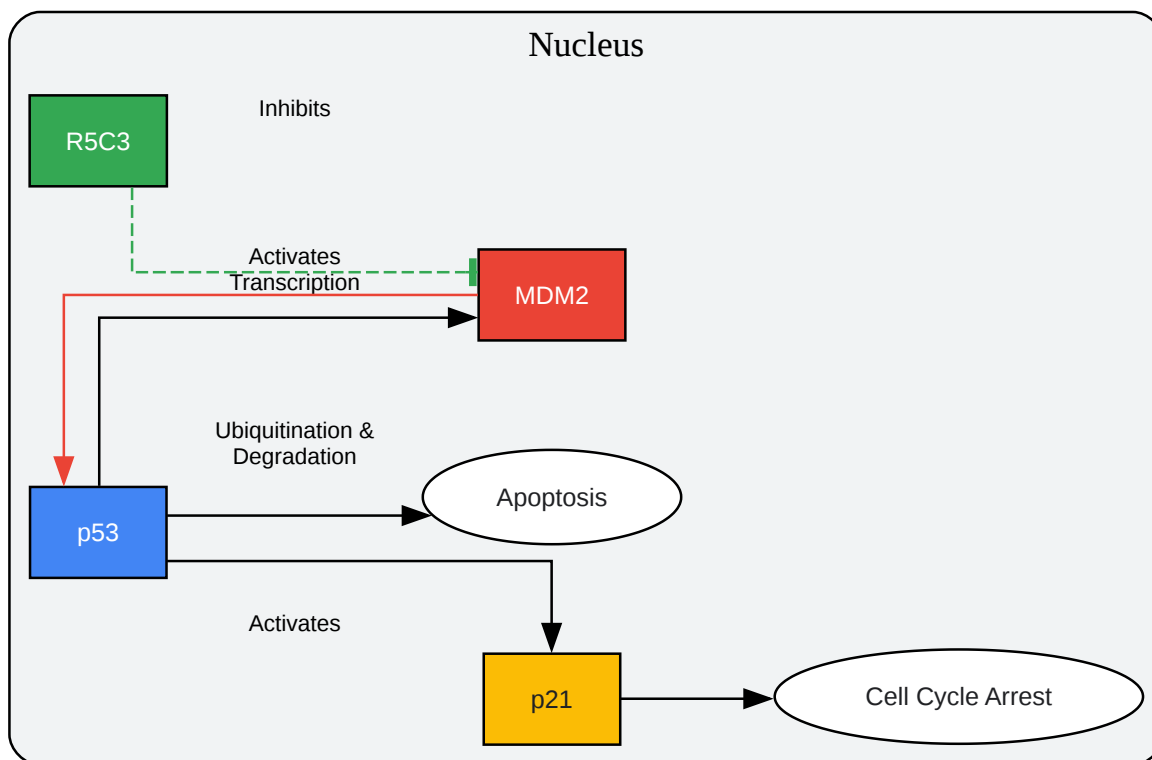 Nucleus
Inhibits
R5C3
Activates
Transcription
MDM2
Ubiquitination &
Degradation
Apoptosis
p53
Activates
p21
Cell Cycle Arrest